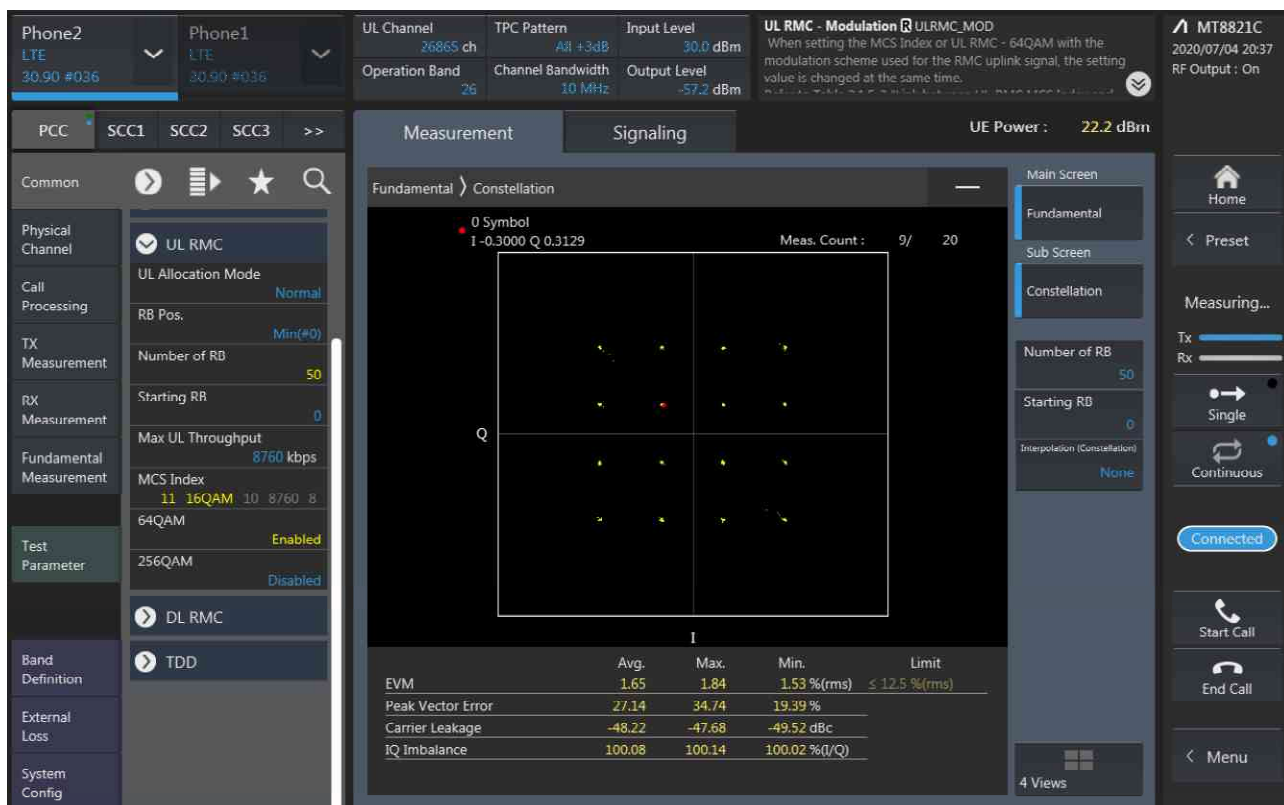 Phone2
LTE
30.90 #036
Phone1
LTE
30.90 #036
UL Channel
26865 ch
Operation Band
26
TPC Pattern
All +3dB
Channel Bandwidth
10 MHz
Input Level
30.0 dBm
Output Level
-57.2 dBm
UL RMC - Modulation R ULRMC_MOD
When setting the MCS Index or UL RMC - 64QAM with the
modulation scheme used for the RMC uplink signal, the setting
value is changed at the same time.
MT8821C
2020/07/04 20:37
RF Output : On
PCC SCC1 SCC2 SCC3 >>
Measurement
Signaling
UE Power : 22.2 dBm
Common
Physical
Channel
Call
Processing
TX
Measurement
RX
Measurement
Fundamental
Measurement
Test
Parameter
Band
Definition
External
Loss
System
Config
UL RMC
UL Allocation Mode
Normal
RB Pos.
Min(#0)
Number of RB
50
Starting RB
0
Max UL Throughput
8760 kbps
MCS Index
11 16QAM 10 8760 8
64QAM
Enabled
256QAM
Disabled
DL RMC
TDD
Fundamental > Constellation
0 Symbol
I -0.3000 Q 0.3129
Meas. Count : 9/ 20
Q
I
Avg. Max. Min. Limit
EVM 1.65 1.84 1.53 %(rms) ≤ 12.5 %(rms)
Peak Vector Error 27.14 34.74 19.39 %
Carrier Leakage -48.22 -47.68 -49.52 dBc
IQ Imbalance 100.08 100.14 100.02 %(I/Q)
Main Screen
Fundamental
Sub Screen
Constellation
Number of RB
50
Starting RB
0
Interpolation (Constellation)
None
4 Views
Home
< Preset
Measuring...
Tx
Rx
Single
Continuous
Connected
Start Call
End Call
< Menu